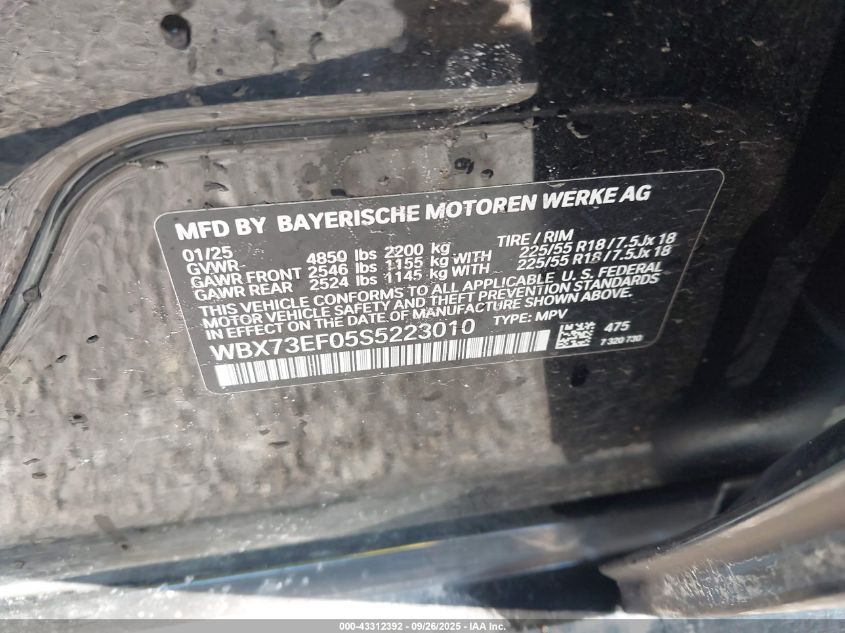 MFD BY BAYERISCHE MOTOREN WERKE AG
01/25 TIRE / RIM
GVWR 4850 lbs 2200 kg
GAWR FRONT 2546 lbs 1155 kg WITH 225/55 R18 / 7.5Jx 18
GAWR REAR 2524 lbs 1145 kg WITH 225/55 R18 / 7.5Jx 18
THIS VEHICLE CONFORMS TO ALL APPLICABLE U. S. FEDERAL
MOTOR VEHICLE SAFETY AND THEFT PREVENTION STANDARDS
IN EFFECT ON THE DATE OF MANUFACTURE SHOWN ABOVE.
WBX73EF05S5223010 TYPE: MPV
475
7 320 730
000-43312392 - 09/26/2025 - IAA Inc.